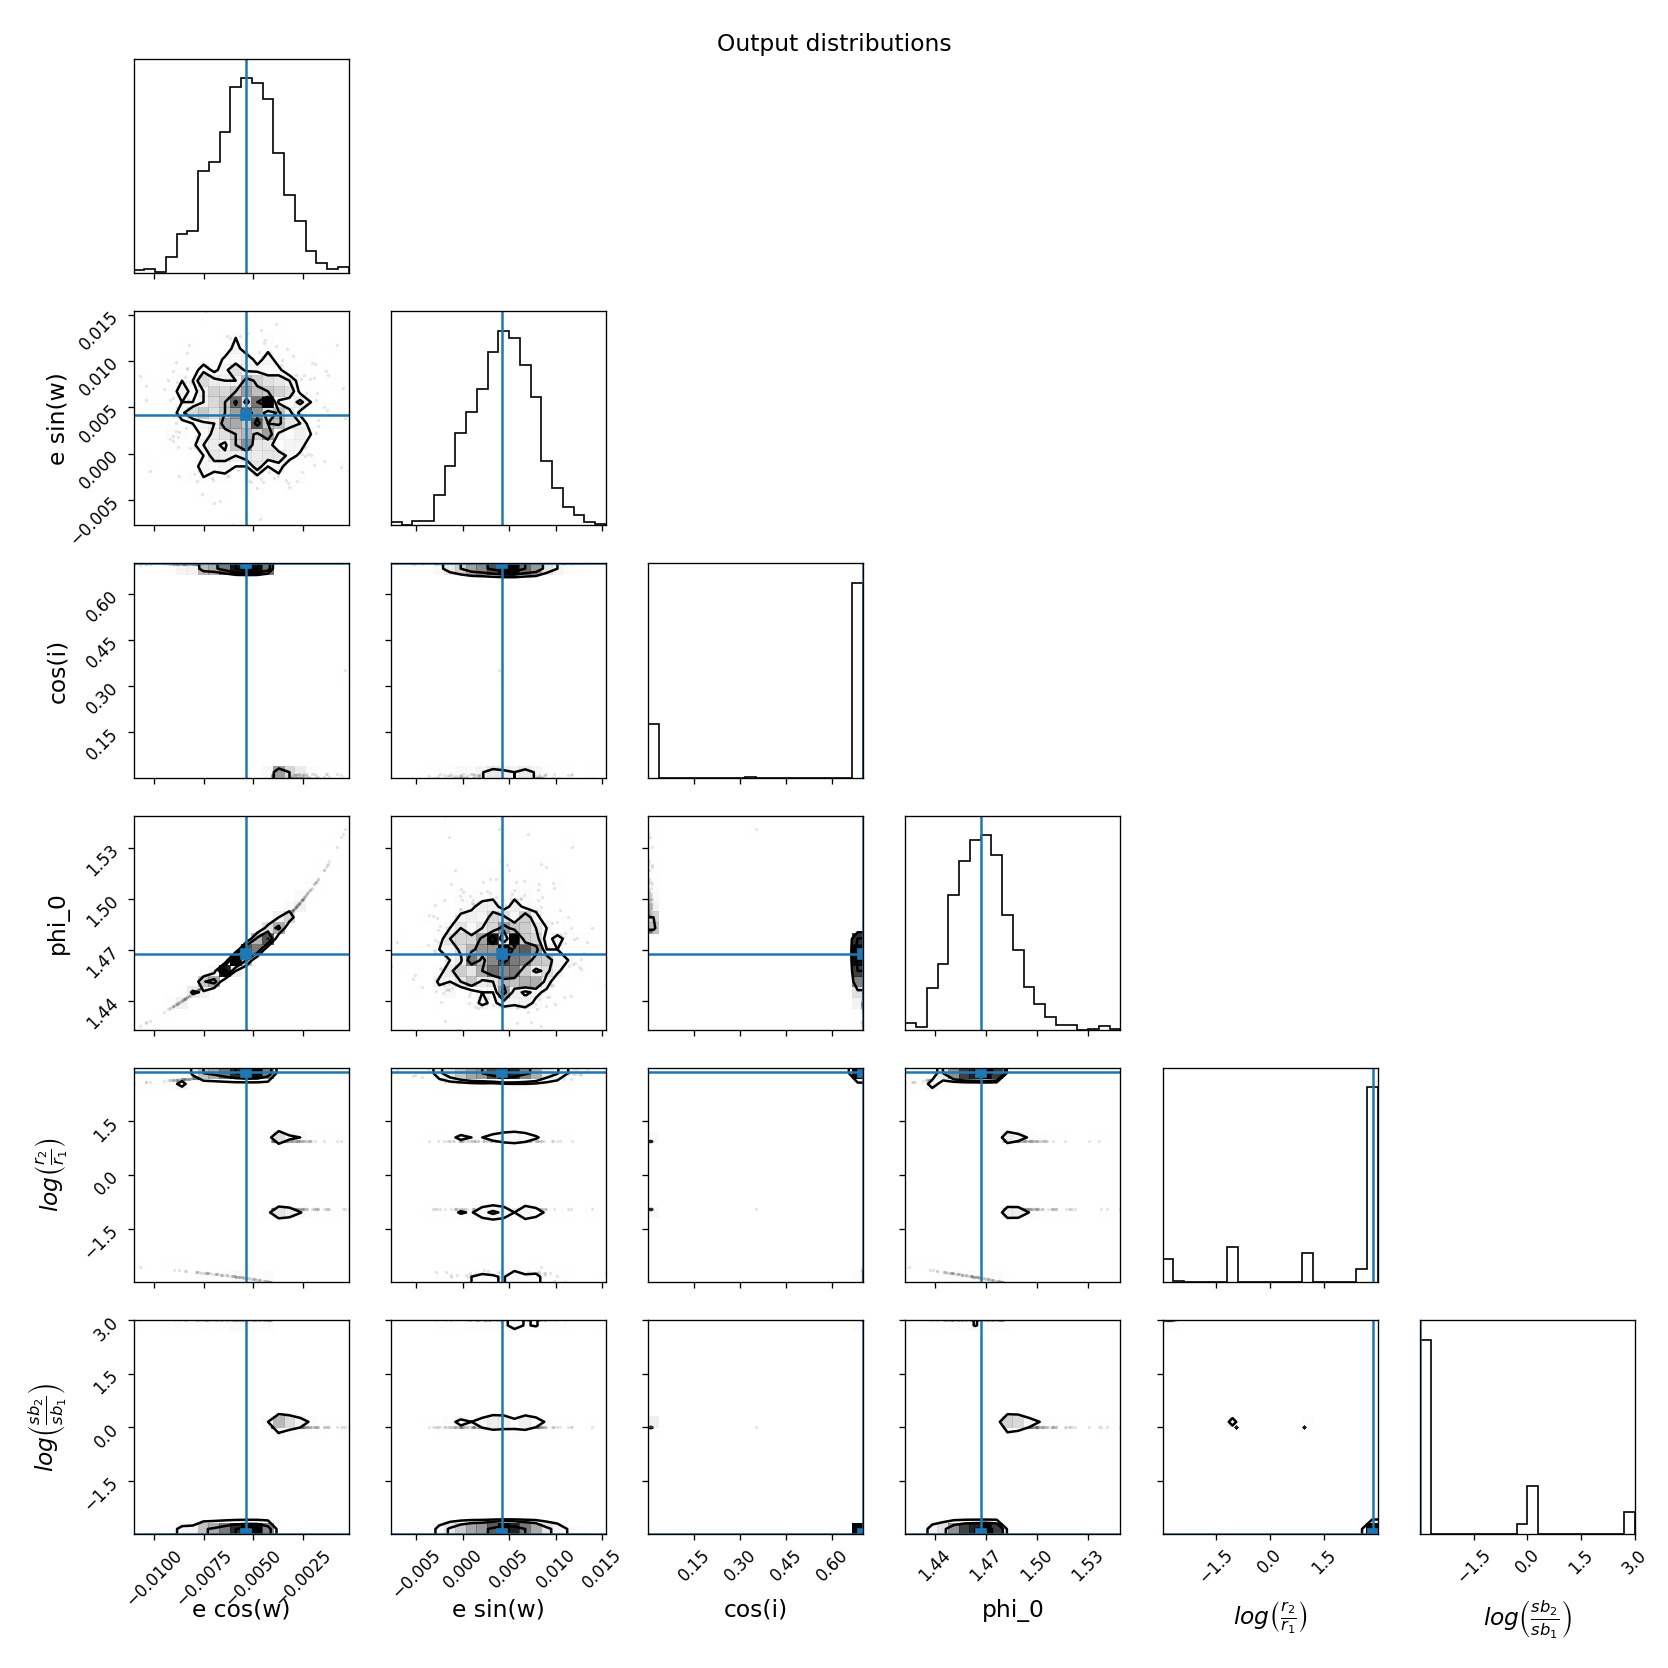 Output distributions
e sin(w)
0.015
0.010
0.005
0.000
−0.005
cos(i)
0.60
0.45
0.30
0.15
phi_0
1.53
1.50
1.47
1.44
log(r₂/r₁)
1.5
0.0
−1.5
log(sb₂/sb₁)
3.0
1.5
0.0
−1.5
−0.0100 −0.0075 −0.0050 −0.0025
−0.005 0.000 0.005 0.010 0.015
0.15 0.30 0.45 0.60
1.44 1.47 1.50 1.53
−1.5 0.0 1.5
−1.5 0.0 1.5 3.0
e cos(w)
e sin(w)
cos(i)
phi_0
log(r₂/r₁)
log(sb₂/sb₁)